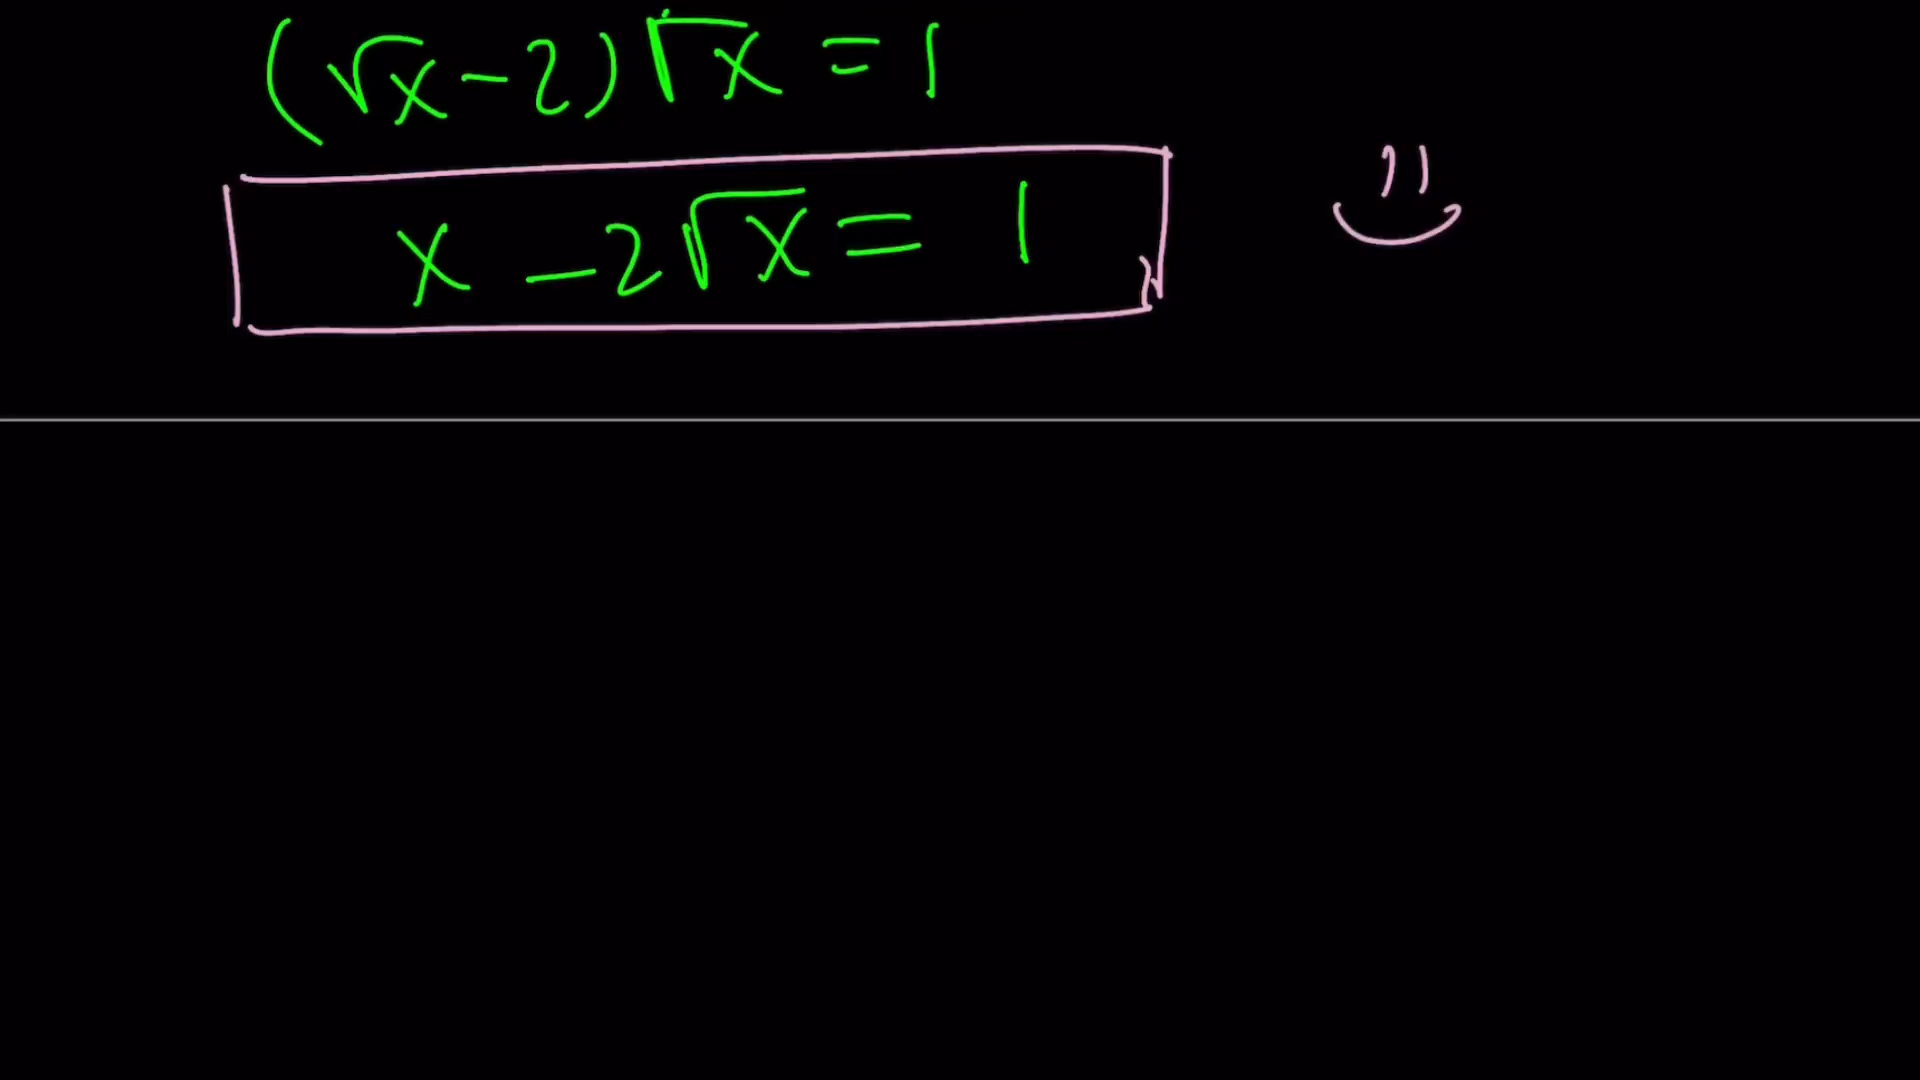 (√x-2)√x = 1
x - 2√x = 1